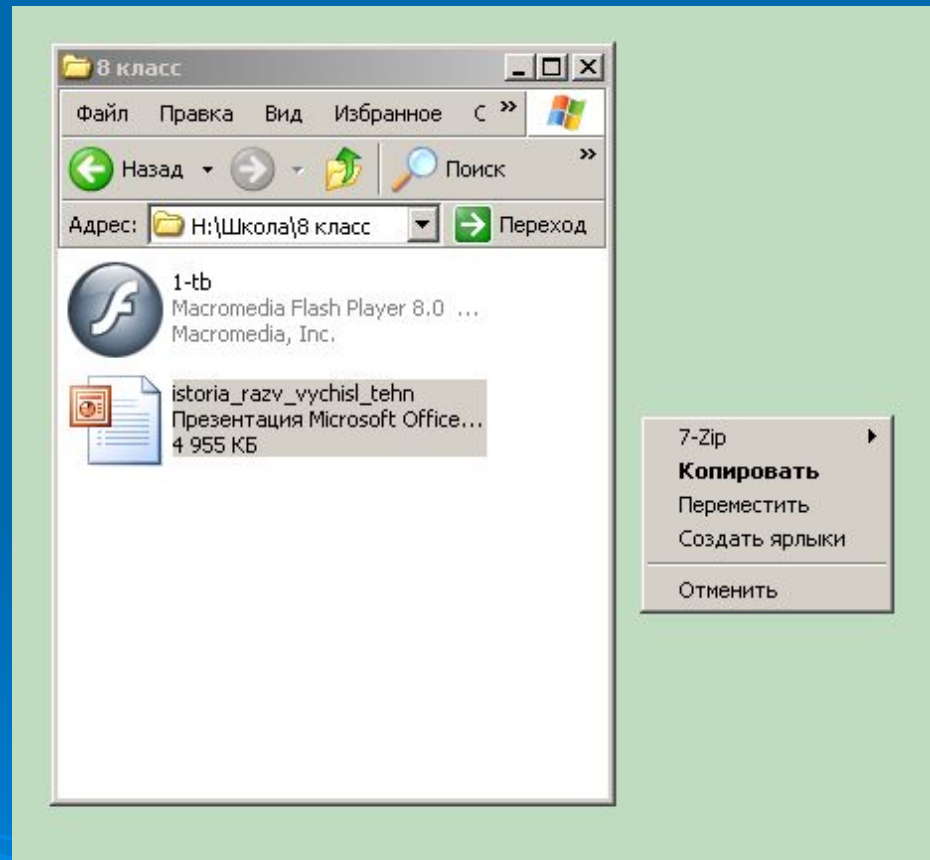 8 класс
Файл Правка Вид Избранное С »
Назад Поиск »
Адрес: H:\Школа\8 класс Переход
1-tb
Macromedia Flash Player 8.0 ...
Macromedia, Inc.
istoria_razv_vychisl_tehn
Презентация Microsoft Office...
4 955 КБ
7-Zip
Копировать
Переместить
Создать ярлыки
Отменить